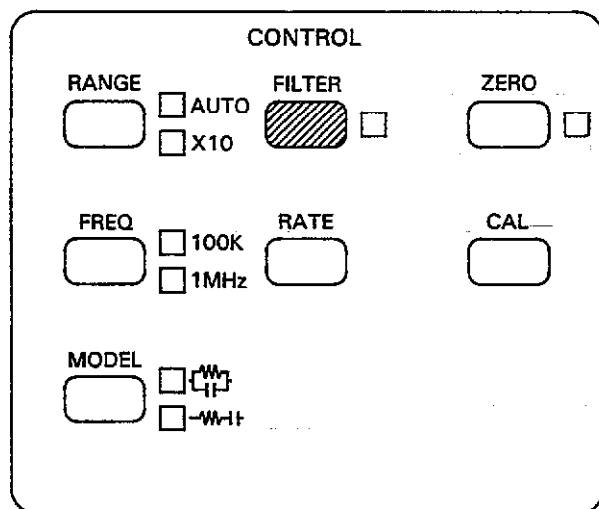 CONTROL
RANGE FILTER ZERO
AUTO
X10
FREQ RATE CAL
100K
1MHz
MODEL